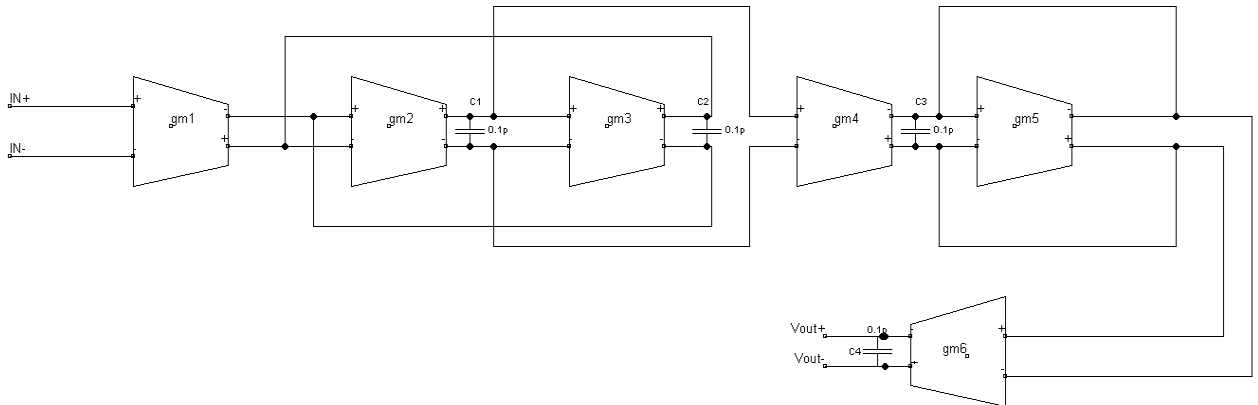 IN+
IN-
+
-
gm1
-
+
+
-
gm2
+
-
C1
0.1p
+
-
gm3
+
-
C2
0.1p
+
-
gm4
-
+
C3
0.1p
+
-
gm5
-
+
Vout+
Vout-
0.1p
C4
-
+
gm6
+
-